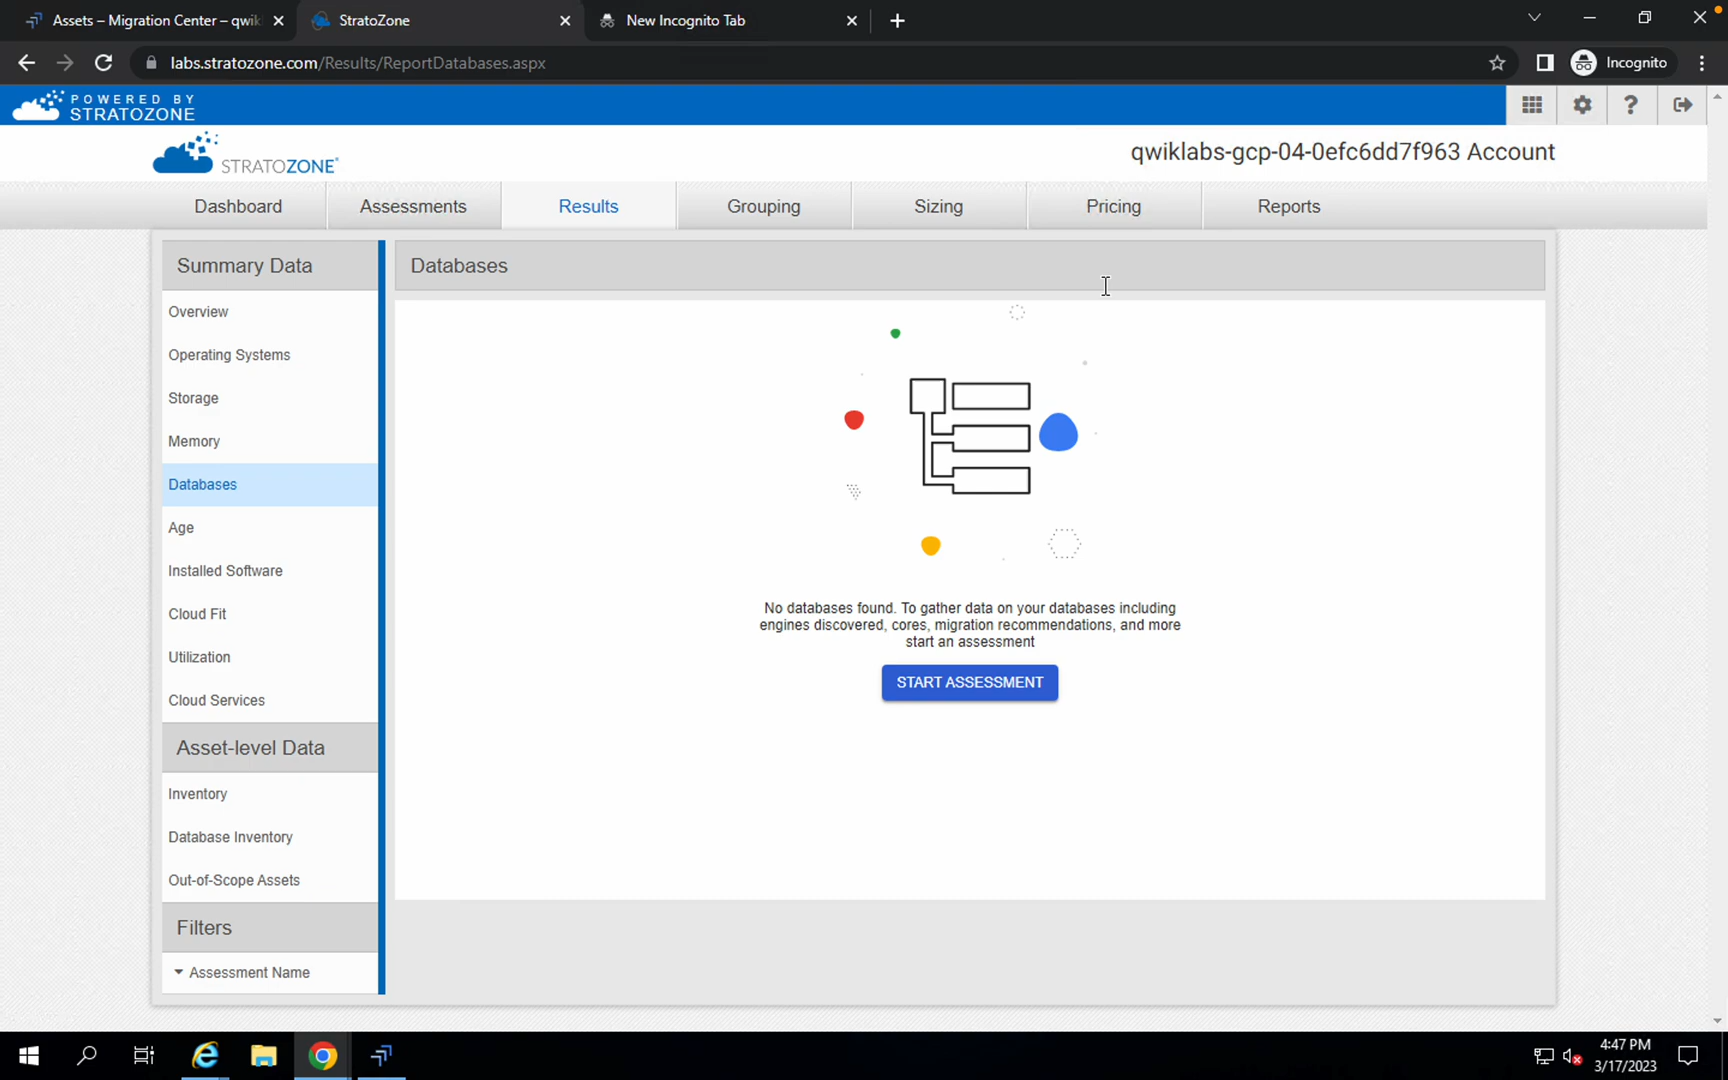 Assets – Migration Center – qwik
StratoZone
New Incognito Tab
labs.stratozone.com/Results/ReportDatabases.aspx
Incognito
POWERED BY
STRATOZONE
STRATOZONE®
qwiklabs-gcp-04-0efc6dd7f963 Account
Dashboard
Assessments
Results
Grouping
Sizing
Pricing
Reports
Summary Data
Overview
Operating Systems
Storage
Memory
Databases
Age
Installed Software
Cloud Fit
Utilization
Cloud Services
Asset-level Data
Inventory
Database Inventory
Out-of-Scope Assets
Filters
Assessment Name
Databases
No databases found. To gather data on your databases including
engines discovered, cores, migration recommendations, and more
start an assessment
START ASSESSMENT
4:47 PM
3/17/2023